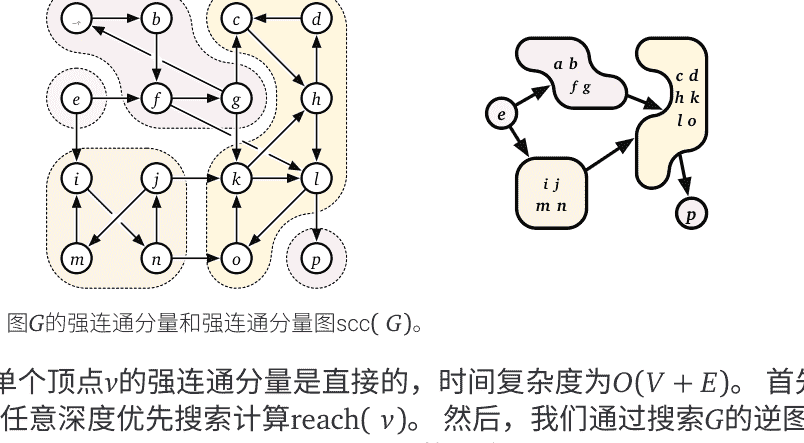 b
c
d
e
f
g
h
i
j
k
l
m
n
o
p
a b
f g
c d
h k
l o
e
i j
m n
p
图G的强连通分量和强连通分量图scc( G)。
单个顶点v的强连通分量是直接的，时间复杂度为O(V + E)。 首先
任意深度优先搜索计算reach( v)。 然后，我们通过搜索G的逆图